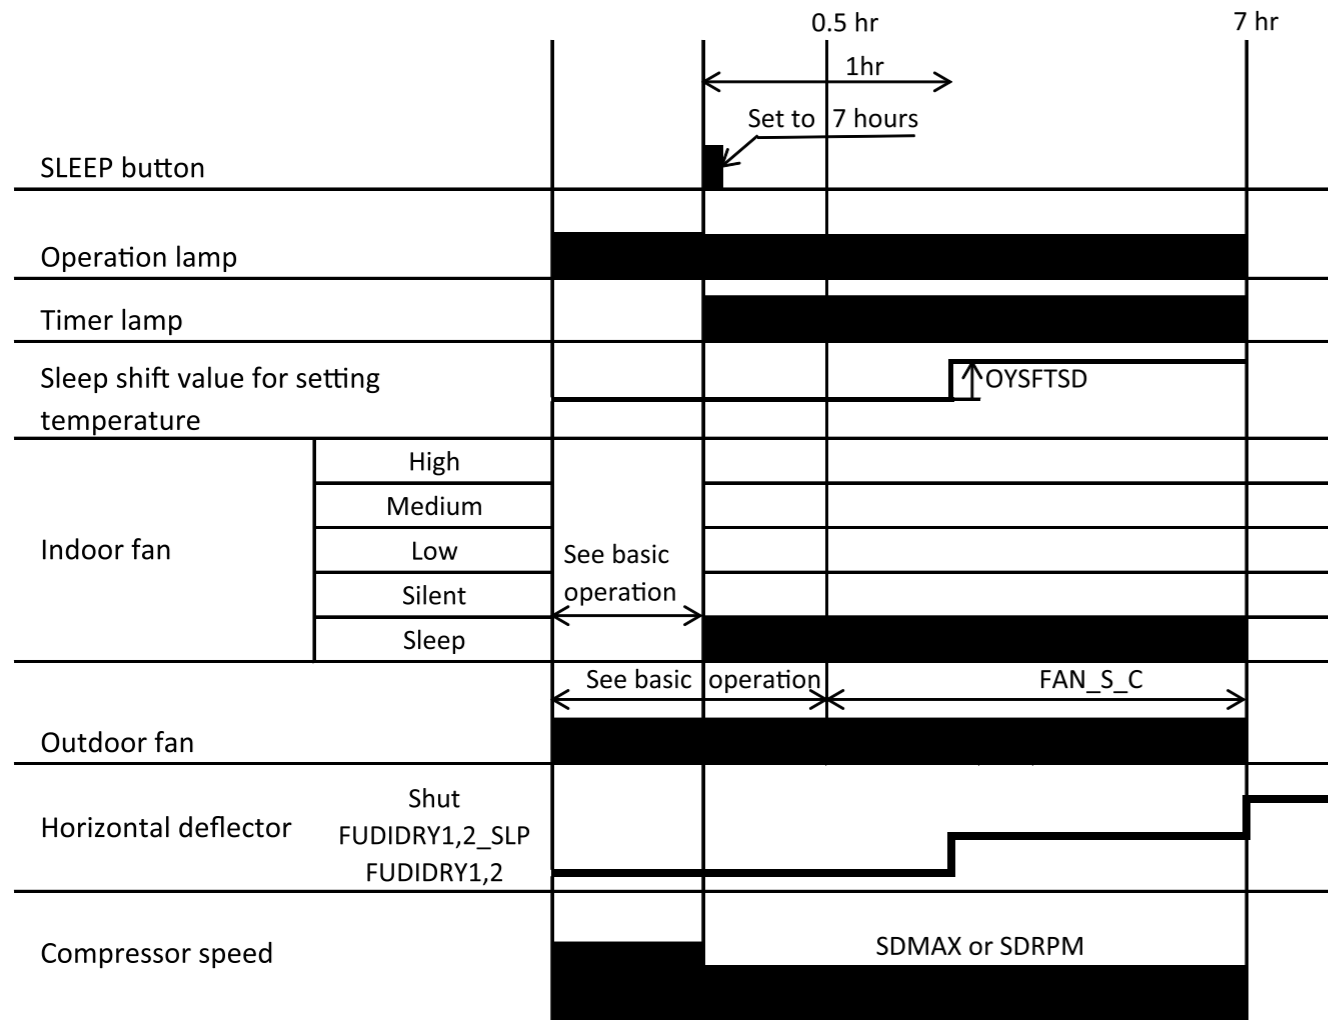 0.5 hr
7 hr
1hr
Set to 7 hours
SLEEP button
Operation lamp
Timer lamp
Sleep shift value for setting
temperature
OYSFTSD
Indoor fan
High
Medium
Low
Silent
Sleep
See basic
operation
See basic operation
FAN_S_C
Outdoor fan
Horizontal deflector
Shut
FUDIDRY1,2_SLP
FUDIDRY1,2
Compressor speed
SDMAX or SDRPM